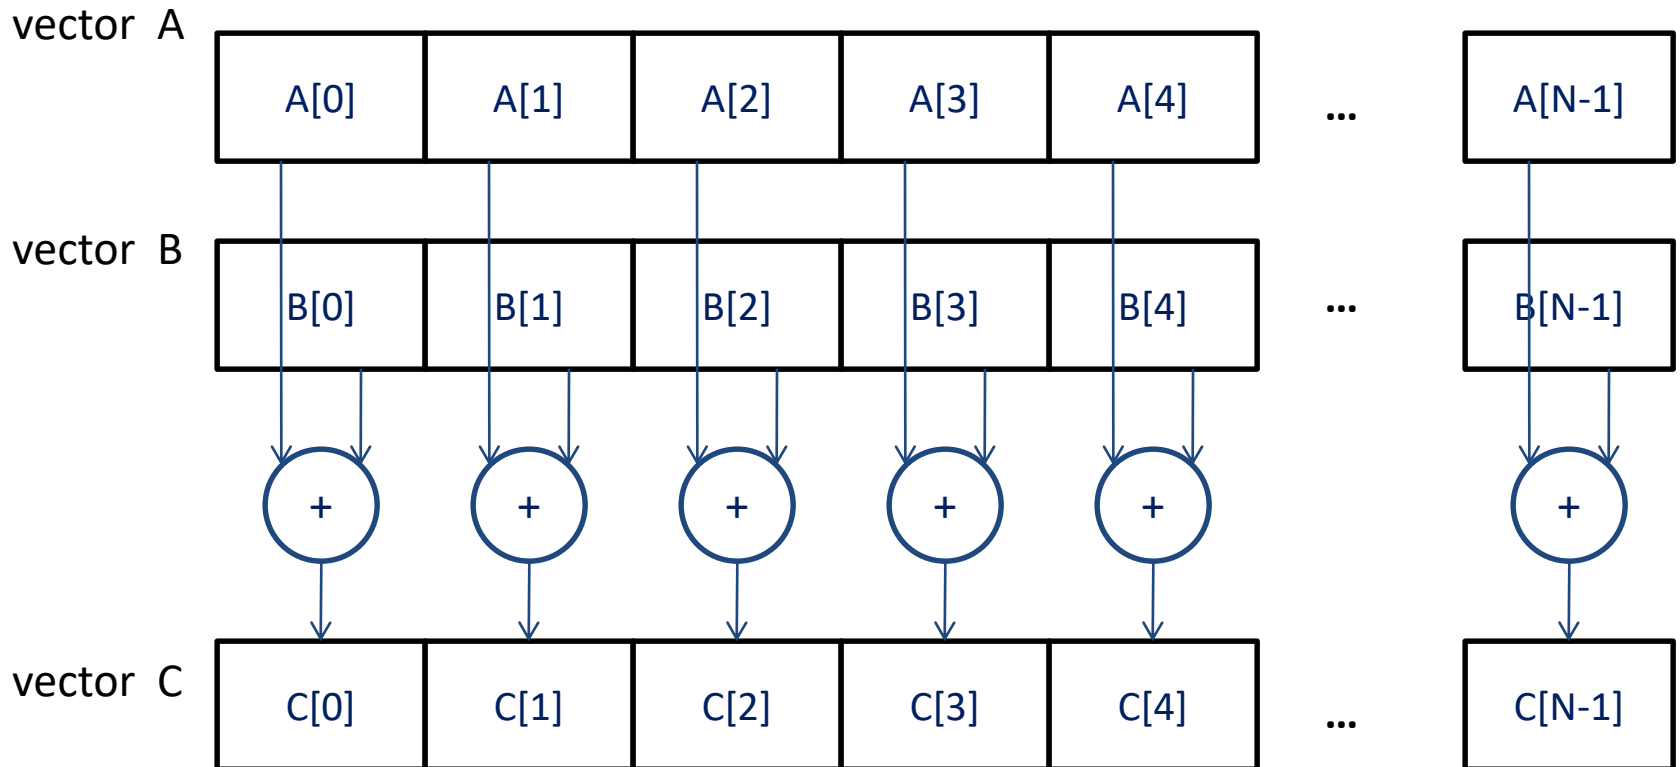 vector A
A[0] A[1] A[2] A[3] A[4] ... A[N-1]
vector B
B[0] B[1] B[2] B[3] B[4] ... B[N-1]
+ + + + + +
vector C
C[0] C[1] C[2] C[3] C[4] ... C[N-1]